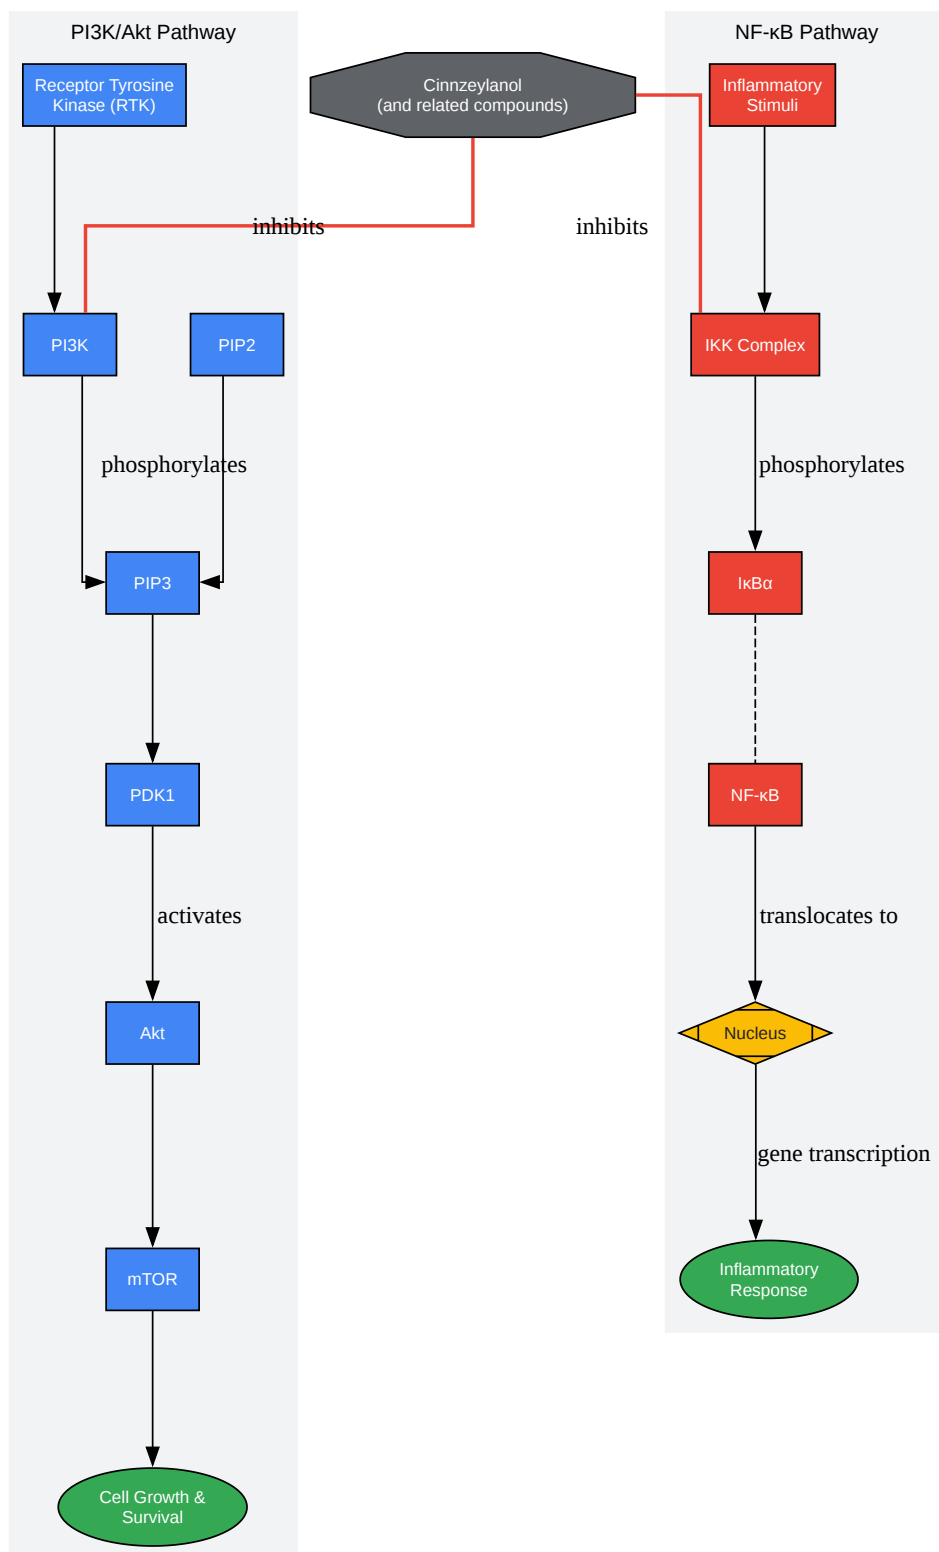 PI3K/Akt Pathway
NF-κB Pathway
Receptor Tyrosine
Kinase (RTK)
Cinnzeylanol
(and related compounds)
Inflammatory
Stimuli
inhibits
inhibits
PI3K
PIP2
IKK Complex
phosphorylates
phosphorylates
PIP3
IκBα
PDK1
NF-κB
activates
translocates to
Akt
Nucleus
gene transcription
mTOR
Inflammatory
Response
Cell Growth &
Survival